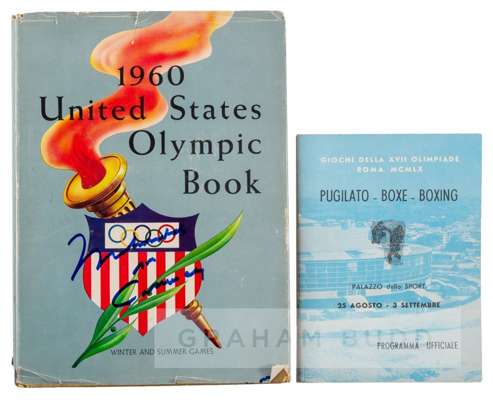 1960
United States
Olympic
Book
WINTER AND SUMMER GAMES
GIOCHI DELLA XVII OLIMPIADE
ROMA MCMLX
PUGILATO - BOXE - BOXING
PALAZZO dello SPORT
25 AGOSTO - 3 SETTEMBRE
PROGRAMMA UFFICIALE
GRAHAM BUDD